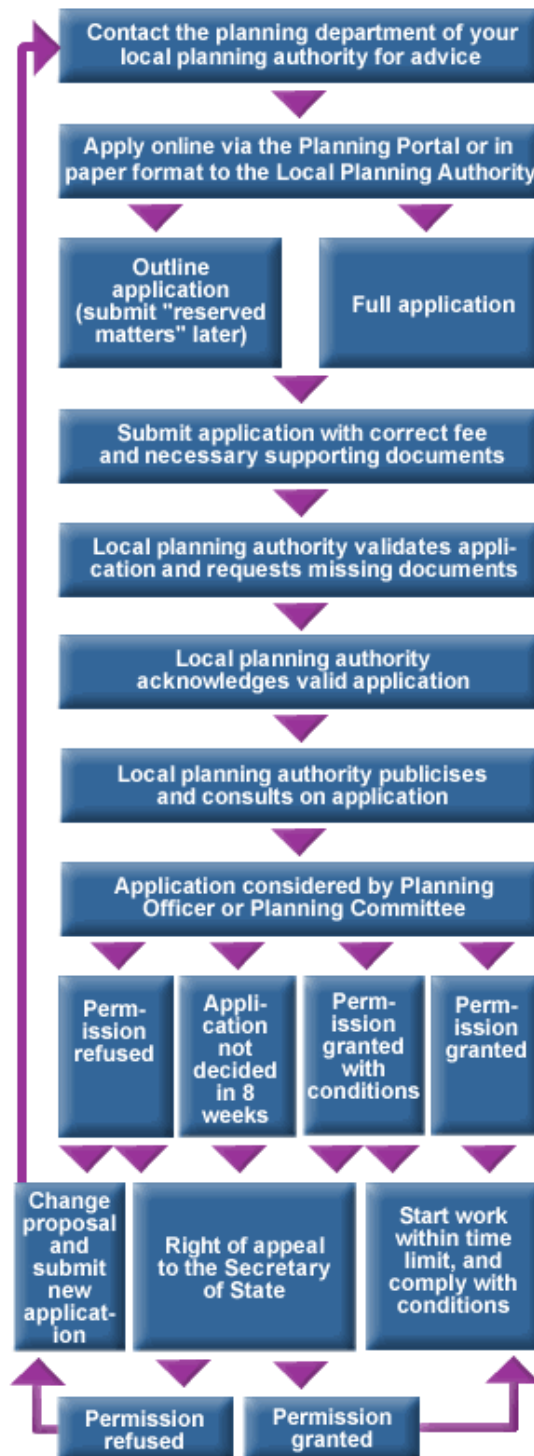 Contact the planning department of your
local planning authority for advice
Apply online via the Planning Portal or in
paper format to the Local Planning Authority
Outline
application
(submit "reserved
matters" later)
Full application
Submit application with correct fee
and necessary supporting documents
Local planning authority validates appli-
cation and requests missing documents
Local planning authority
acknowledges valid application
Local planning authority publicises
and consults on application
Application considered by Planning
Officer or Planning Committee
Perm-
ission
refused
Appli-
cation
not
decided
in 8
weeks
Perm-
ission
granted
with
conditions
Perm-
ission
granted
Change
proposal
and
submit
new
applicat-
ion
Right of appeal
to the Secretary
of State
Start work
within time
limit, and
comply with
conditions
Permission
refused
Permission
granted